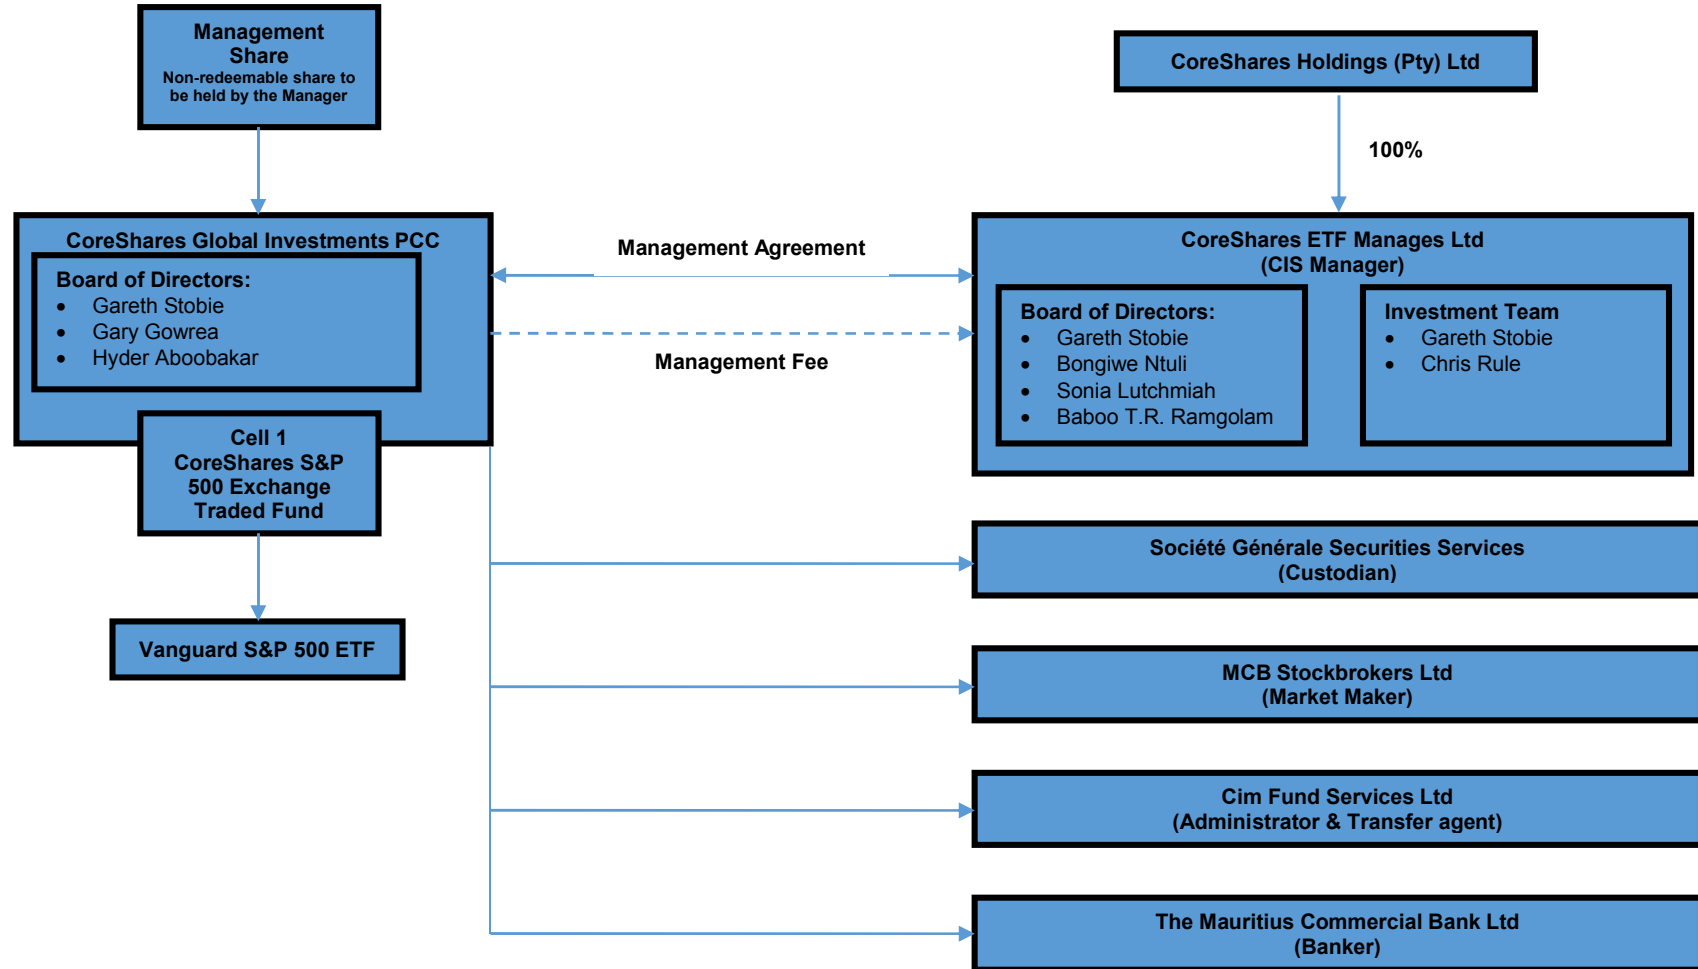 Management
Share
Non-redeemable share to
be held by the Manager
CoreShares Holdings (Pty) Ltd
100%
CoreShares Global Investments PCC
Board of Directors:
• Gareth Stobie
• Gary Gowrea
• Hyder Aboobakar
Management Agreement
Management Fee
CoreShares ETF Manages Ltd
(CIS Manager)
Board of Directors:
• Gareth Stobie
• Bongiwe Ntuli
• Sonia Lutchmiah
• Baboo T.R. Ramgolam
Investment Team
• Gareth Stobie
• Chris Rule
Cell 1
CoreShares S&P
500 Exchange
Traded Fund
Vanguard S&P 500 ETF
Société Générale Securities Services
(Custodian)
MCB Stockbrokers Ltd
(Market Maker)
Cim Fund Services Ltd
(Administrator & Transfer agent)
The Mauritius Commercial Bank Ltd
(Banker)